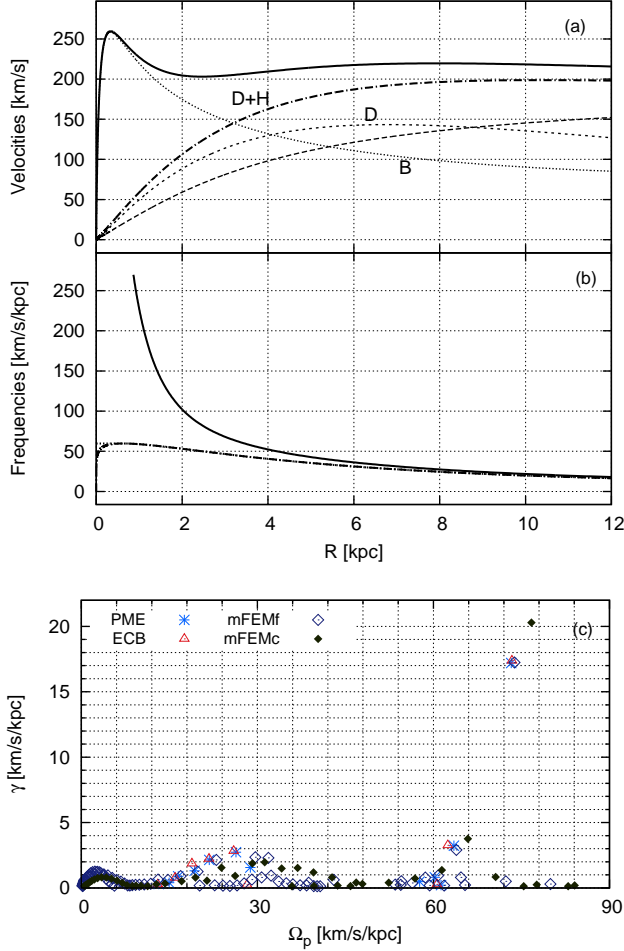 (a)
250
200
150
100
50
0
Velocities [km/s]
D+H
D
B
(b)
250
200
150
100
50
0
Frequencies [km/s/kpc]
0 2 4 6 8 10 12
R [kpc]
PME mFEMf
ECB mFEMc
(c)
20
15
10
5
0
γ [km/s/kpc]
0 30 60 90
Ωp [km/s/kpc]